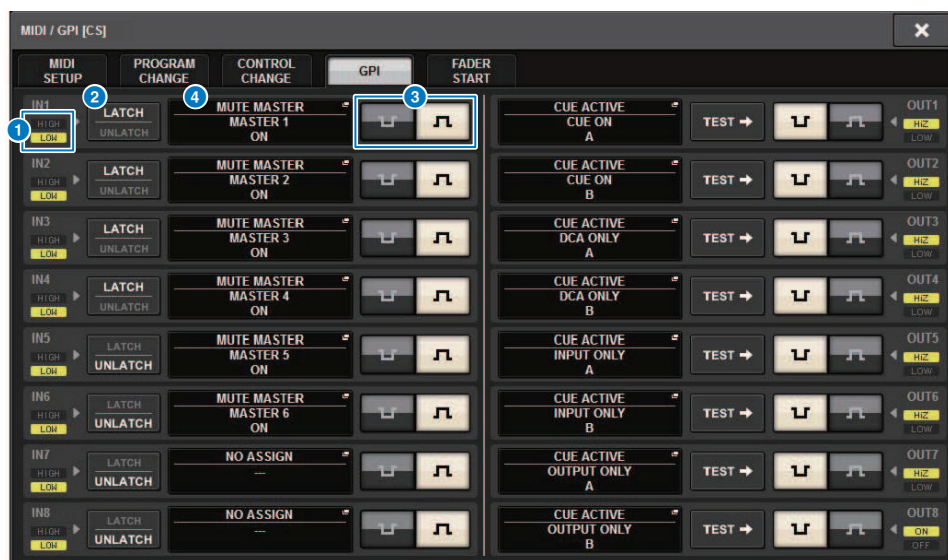 MIDI / GPI [CS]
MIDI SETUP
PROGRAM CHANGE
CONTROL CHANGE
GPI
FADER START
IN1
1
HIGH
LOW
2
LATCH
UNLATCH
4
MUTE MASTER
MASTER 1
ON
3
CUE ACTIVE
CUE ON
A
TEST
OUT1
HiZ
LOW
IN2
HIGH
LOW
LATCH
UNLATCH
MUTE MASTER
MASTER 2
ON
CUE ACTIVE
CUE ON
B
TEST
OUT2
HiZ
LOW
IN3
HIGH
LOW
LATCH
UNLATCH
MUTE MASTER
MASTER 3
ON
CUE ACTIVE
DCA ONLY
A
TEST
OUT3
HiZ
LOW
IN4
HIGH
LOW
LATCH
UNLATCH
MUTE MASTER
MASTER 4
ON
CUE ACTIVE
DCA ONLY
B
TEST
OUT4
HiZ
LOW
IN5
HIGH
LOW
LATCH
UNLATCH
MUTE MASTER
MASTER 5
ON
CUE ACTIVE
INPUT ONLY
A
TEST
OUT5
HiZ
LOW
IN6
HIGH
LOW
LATCH
UNLATCH
MUTE MASTER
MASTER 6
ON
CUE ACTIVE
INPUT ONLY
B
TEST
OUT6
HiZ
LOW
IN7
HIGH
LOW
LATCH
UNLATCH
NO ASSIGN
---
CUE ACTIVE
OUTPUT ONLY
A
TEST
OUT7
HiZ
LOW
IN8
HIGH
LOW
LATCH
UNLATCH
NO ASSIGN
---
CUE ACTIVE
OUTPUT ONLY
B
TEST
OUT8
ON
OFF